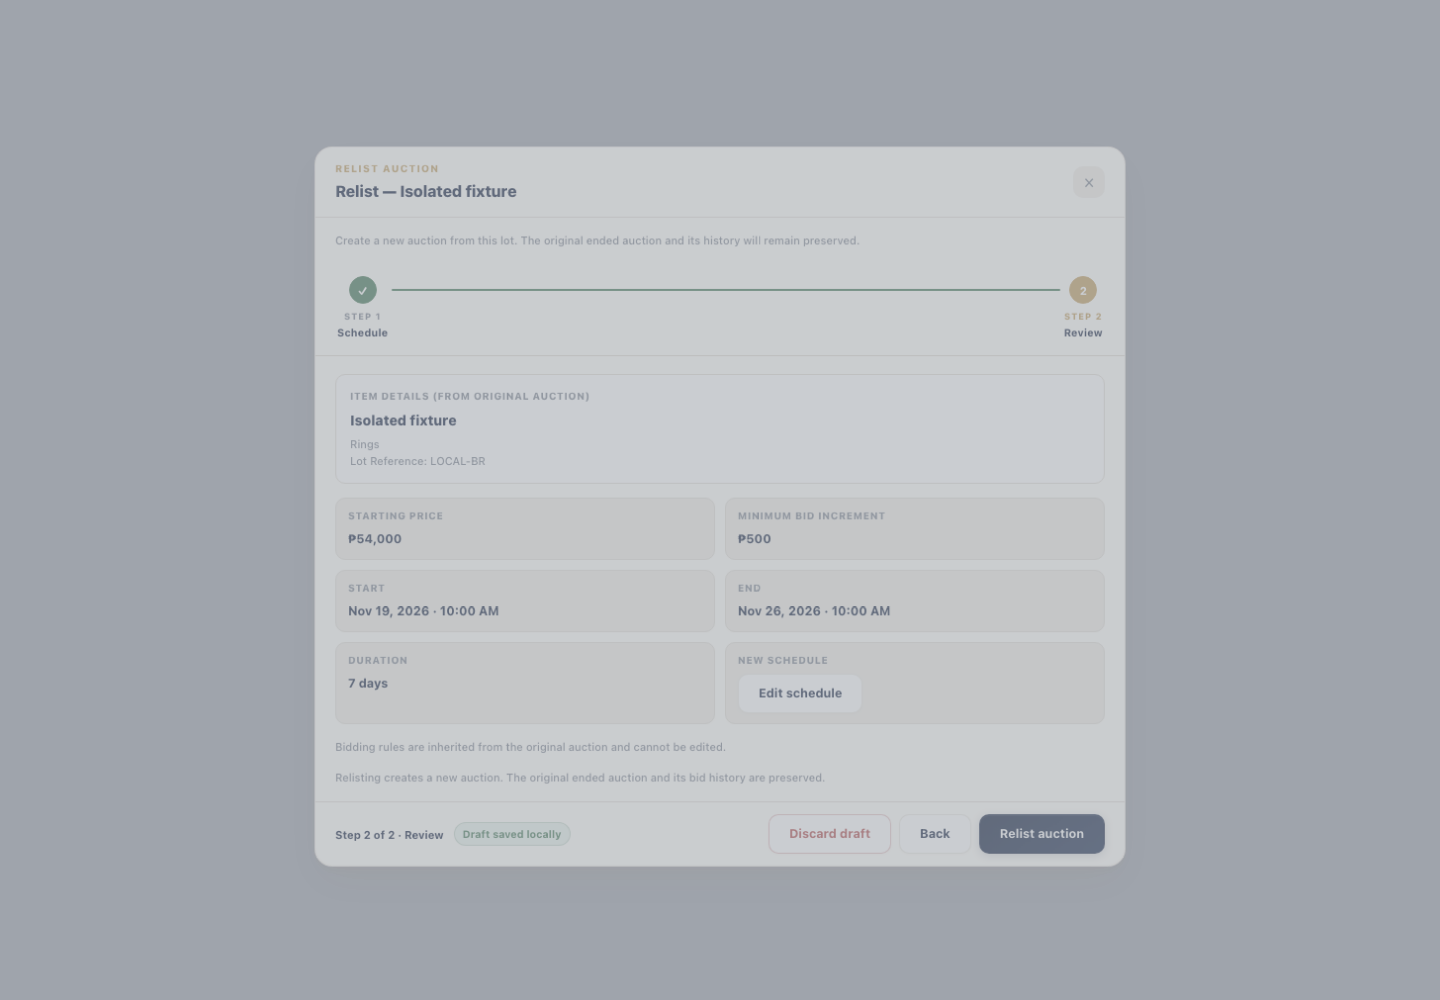 RELIST AUCTION
Relist — Isolated fixture
Create a new auction from this lot. The original ended auction and its history will remain preserved.
2
STEP 1
STEP 2
Schedule
Review
ITEM DETAILS (FROM ORIGINAL AUCTION)
Isolated fixture
Rings
Lot Reference: LOCAL-BR
STARTING PRICE
₱54,000
MINIMUM BID INCREMENT
₱500
START
Nov 19, 2026 · 10:00 AM
END
Nov 26, 2026 · 10:00 AM
DURATION
7 days
NEW SCHEDULE
Edit schedule
Bidding rules are inherited from the original auction and cannot be edited.
Relisting creates a new auction. The original ended auction and its bid history are preserved.
Step 2 of 2 · Review
Draft saved locally
Discard draft
Back
Relist auction